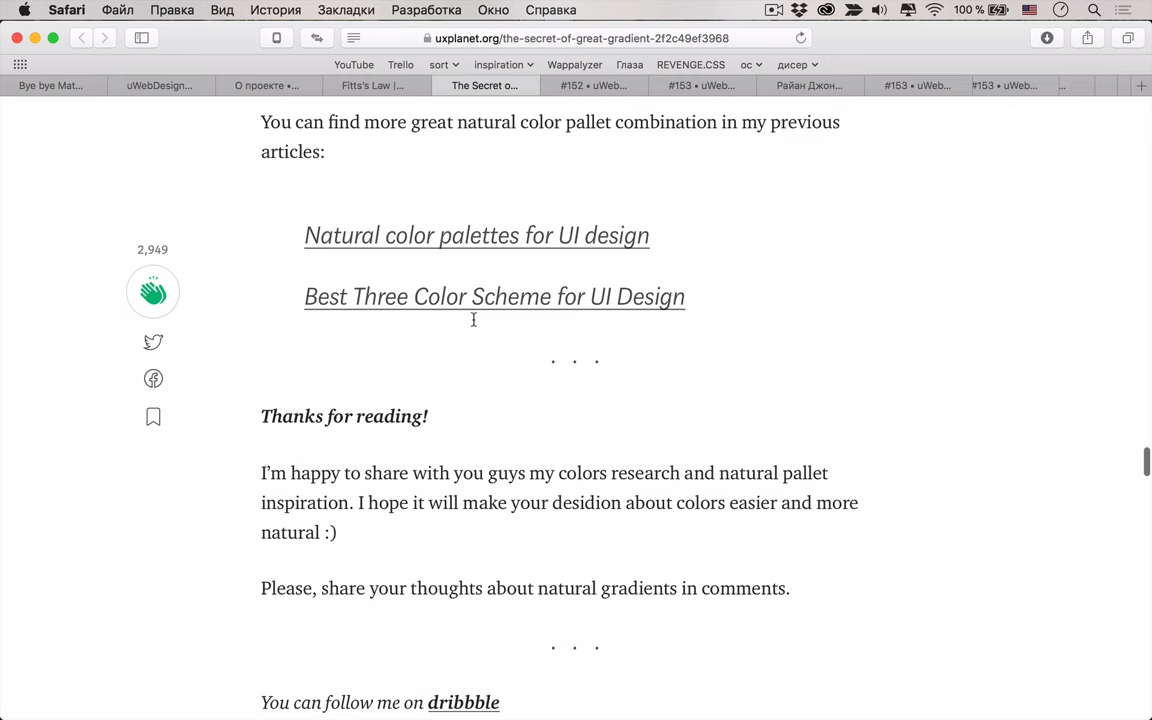 Safari Файл Правка Вид История Закладки Разработка Окно Справка 100 %
uxplanet.org/the-secret-of-great-gradient-2f2c49ef3968
YouTube Trello sort inspiration Wappalyzer Глаза REVENGE.CSS ос дисер
Bye bye Mat... uWebDesign... О проекте •... Fitts's Law |... The Secret o... #152 • uWeb... #153 • uWeb... Райан Джон... #153 • uWeb... #153 • uWeb... ...
You can find more great natural color pallet combination in my previous
articles:
Natural color palettes for UI design
2,949
Best Three Color Scheme for UI Design
. . .
Thanks for reading!
I'm happy to share with you guys my colors research and natural pallet
inspiration. I hope it will make your desidion about colors easier and more
natural :)
Please, share your thoughts about natural gradients in comments.
. . .
You can follow me on dribbble